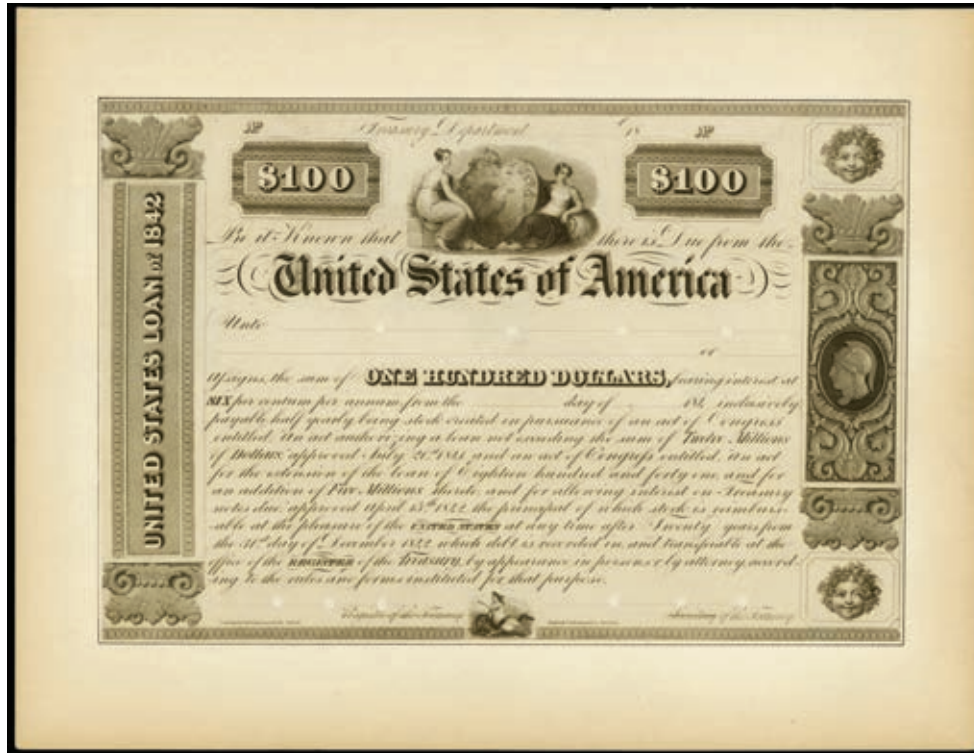 Nº Treasury Department 18 Nº
$100 $100
Be it Known that there is Due from the
United States of America
Unto
or
Assigns, the sum of ONE HUNDRED DOLLARS, bearing interest at
SIX per centum per annum from the day of 184 inclusively
payable half yearly being stock created in pursuance of an act of Congress
entitled, An act authorizing a loan not exceeding the sum of Twelve Millions
of Dollars, approved July 21st 1841 and an act of Congress entitled, An act
for the extension of the loan of Eighteen hundred and forty one, and for
an addition of Five Millions thereto, and for allowing interest on Treasury
notes due, approved April 15th 1842, the principal of which stock is reimburs
able at the pleasure of the UNITED STATES at any time after Twenty years from
the 31st day of December 1842 which debt is recorded in, and transferable at the
office of the REGISTER of the Treasury, by appearance in person or by attorney accord
ing to the rules and forms instituted for that purpose.
Register of the Treasury Secretary of the Treasury
UNITED STATES LOAN of 1842